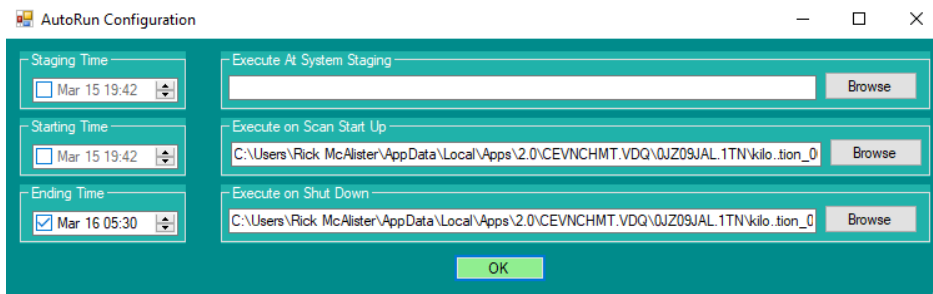 AutoRun Configuration
Staging Time
Mar 15 19:42
Execute At System Staging
Browse
Starting Time
Mar 15 19:42
Execute on Scan Start Up
C:\Users\Rick McAlister\AppData\Local\Apps\2.0\CEVNCHMT.VDQ\0JZ09JAL.1TN\kilo..tion_0
Browse
Ending Time
Mar 16 05:30
Execute on Shut Down
C:\Users\Rick McAlister\AppData\Local\Apps\2.0\CEVNCHMT.VDQ\0JZ09JAL.1TN\kilo..tion_0
Browse
OK